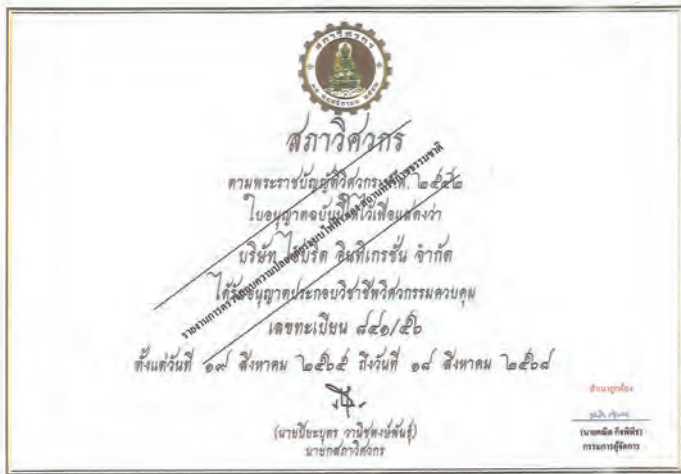 สภาวิศวกร
สภาวิศวกร
ตามพระราชบัญญัติวิศวกร พ.ศ. ๒๕๔๒
ใบอนุญาตฉบับนี้ให้ไว้เพื่อแสดงว่า
บริษัท ไฮบริด อินทิเกรชั่น จำกัด
ได้รับอนุญาตประกอบวิชาชีพวิศวกรรมควบคุม
เลขทะเบียน ๘๔๑/๕๖
ตั้งแต่วันที่ ๑๙ สิงหาคม ๒๕๖๕ ถึงวันที่ ๑๘ สิงหาคม ๒๕๖๘
(นายปิยะบุตร วานิชพงษ์พันธุ์)
นายกสภาวิศวกร
สำเนาถูกต้อง
กรรมการผู้จัดการ